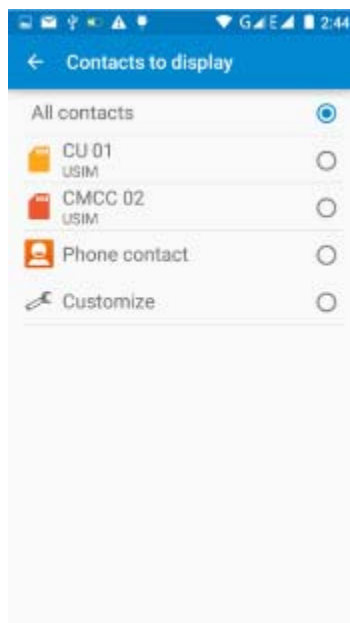 G E 2:44
Contacts to display
All contacts
CU 01
USIM
CMCC 02
USIM
Phone contact
Customize